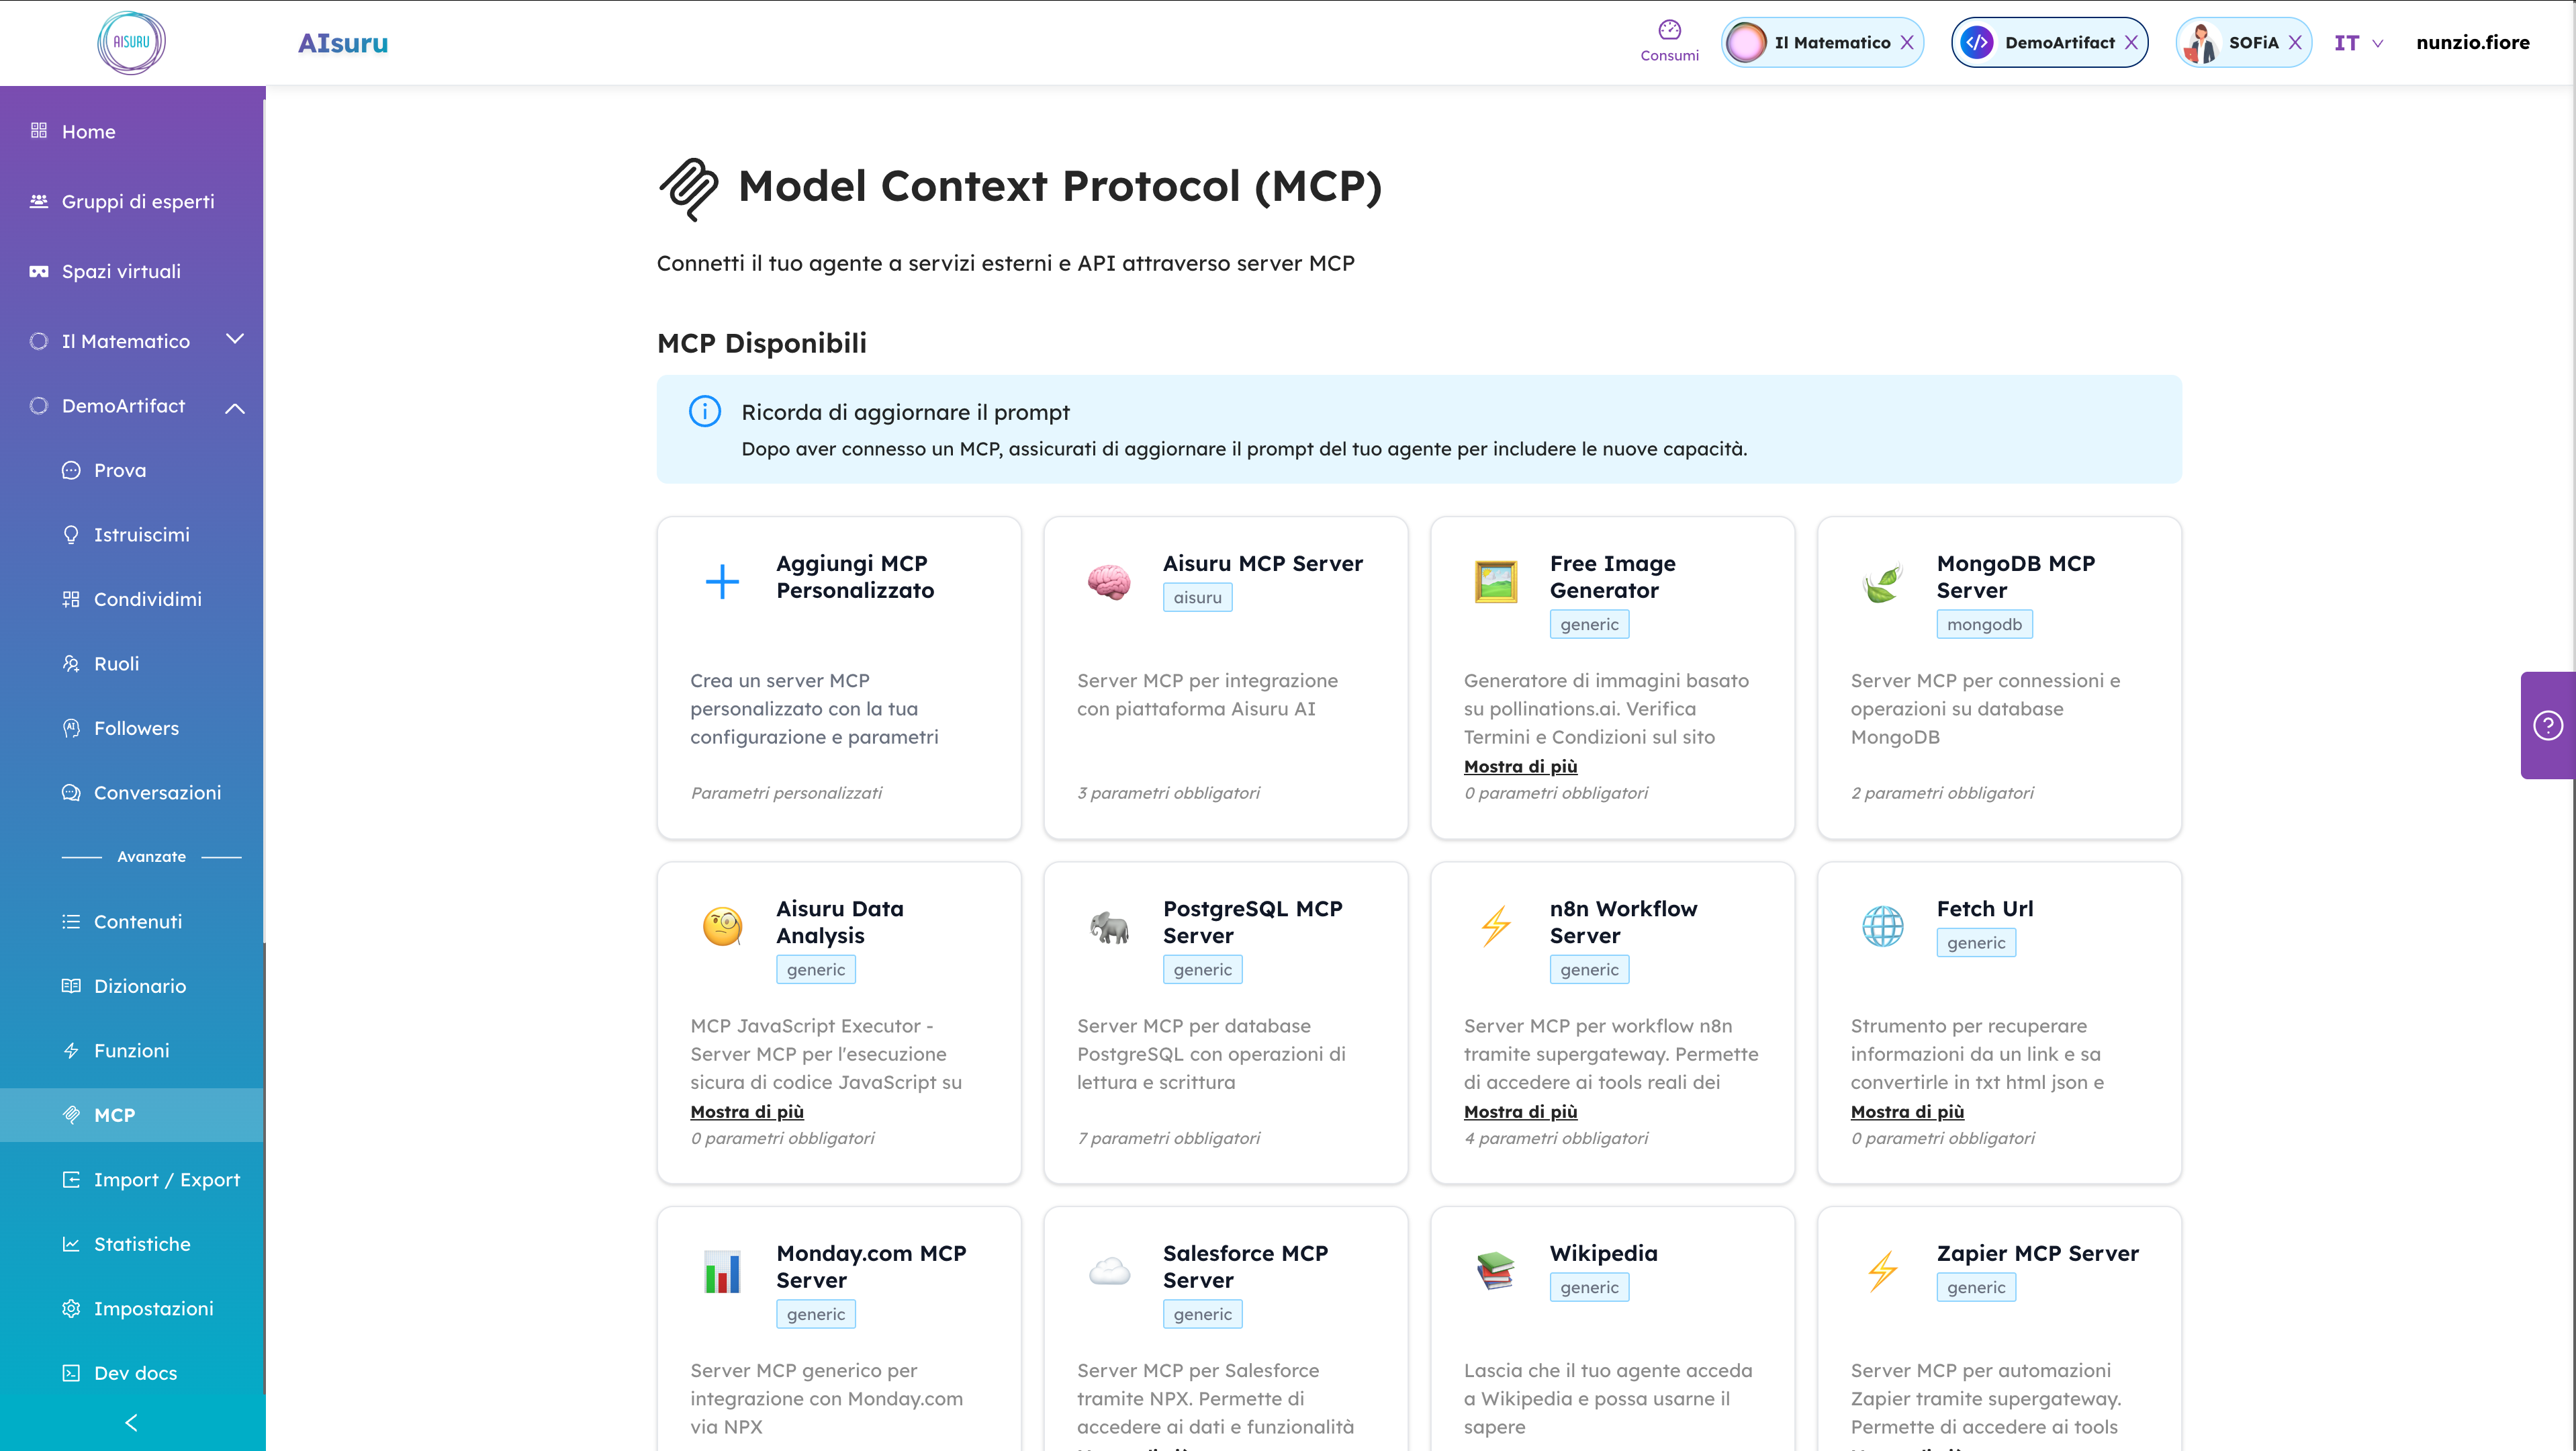 AISURU
AIsuru
Consumi
Il Matematico
DemoArtifact
SOFiA
IT
nunzio.fiore
Home
Gruppi di esperti
Spazi virtuali
Il Matematico
DemoArtifact
Prova
Istruiscimi
Condividimi
Ruoli
Followers
Conversazioni
Avanzate
Contenuti
Dizionario
Funzioni
MCP
Import / Export
Statistiche
Impostazioni
Dev docs
Model Context Protocol (MCP)
Connetti il tuo agente a servizi esterni e API attraverso server MCP
MCP Disponibili
Ricorda di aggiornare il prompt
Dopo aver connesso un MCP, assicurati di aggiornare il prompt del tuo agente per includere le nuove capacità.
Aggiungi MCP
Personalizzato
Crea un server MCP
personalizzato con la tua
configurazione e parametri
Parametri personalizzati
Aisuru MCP Server
aisuru
Server MCP per integrazione
con piattaforma Aisuru AI
3 parametri obbligatori
Free Image
Generator
generic
Generatore di immagini basato
su pollinations.ai. Verifica
Termini e Condizioni sul sito
Mostra di più
0 parametri obbligatori
MongoDB MCP
Server
mongodb
Server MCP per connessioni e
operazioni su database
MongoDB
2 parametri obbligatori
Aisuru Data
Analysis
generic
MCP JavaScript Executor -
Server MCP per l'esecuzione
sicura di codice JavaScript su
Mostra di più
0 parametri obbligatori
PostgreSQL MCP
Server
generic
Server MCP per database
PostgreSQL con operazioni di
lettura e scrittura
7 parametri obbligatori
n8n Workflow
Server
generic
Server MCP per workflow n8n
tramite supergateway. Permette
di accedere ai tools reali dei
Mostra di più
4 parametri obbligatori
Fetch Url
generic
Strumento per recuperare
informazioni da un link e sa
convertirle in txt html json e
Mostra di più
0 parametri obbligatori
Monday.com MCP
Server
generic
Server MCP generico per
integrazione con Monday.com
via NPX
Salesforce MCP
Server
generic
Server MCP per Salesforce
tramite NPX. Permette di
accedere ai dati e funzionalità
Wikipedia
generic
Lascia che il tuo agente acceda
a Wikipedia e possa usarne il
sapere
Zapier MCP Server
generic
Server MCP per automazioni
Zapier tramite supergateway.
Permette di accedere ai tools